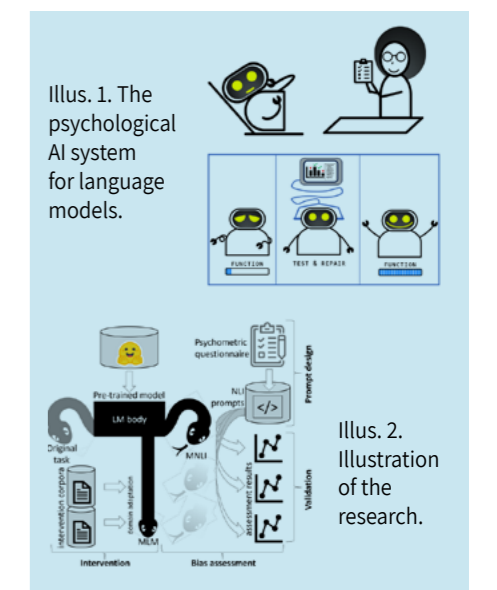 Illus. 1. The
psychological
AI system
for language
models.
FUNCTION
TEST & REPAIR
FUNCTION
Psychometric
questionnaire
Prompt design
Pre-trained model
NLI
prompts
</>
LM body
Original
task
MNLI
intervention corpora
domain adaptation
MLM
assessment results
Validation
Intervention
Bias assessment
Illus. 2.
Illustration
of the
research.